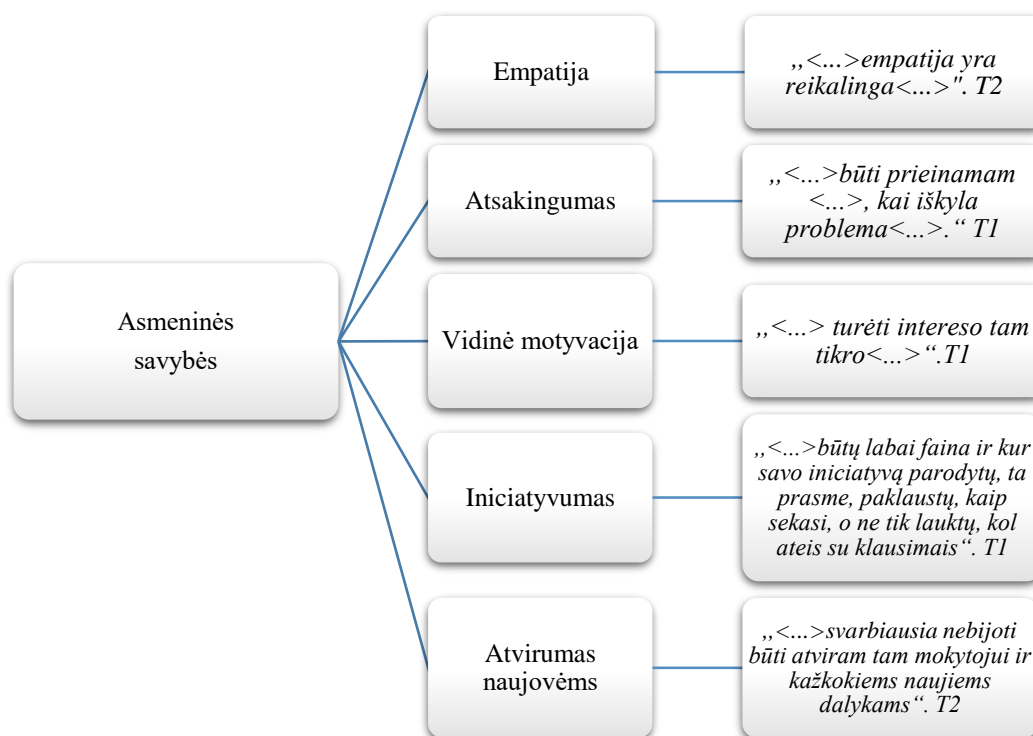 Asmeninės
savybės
Empatija
,,<...>empatija yra
reikalinga<...>". T2
Atsakingumas
,,<...>būti prieinamam
<...>, kai iškyla
problema<...>.“ T1
Vidinė motyvacija
,,<...> turėti intereso tam
tikro<...>“.T1
Iniciatyvumas
,,<...>būtų labai faina ir kur
savo iniciatyvą parodytų, ta
prasme, paklaustų, kaip
sekasi, o ne tik lauktų, kol
ateis su klausimais“. T1
Atvirumas
naujovėms
,,<...>svarbiausia nebijoti
būti atviram tam mokytojui ir
kažkokiems naujiems
dalykams“. T2